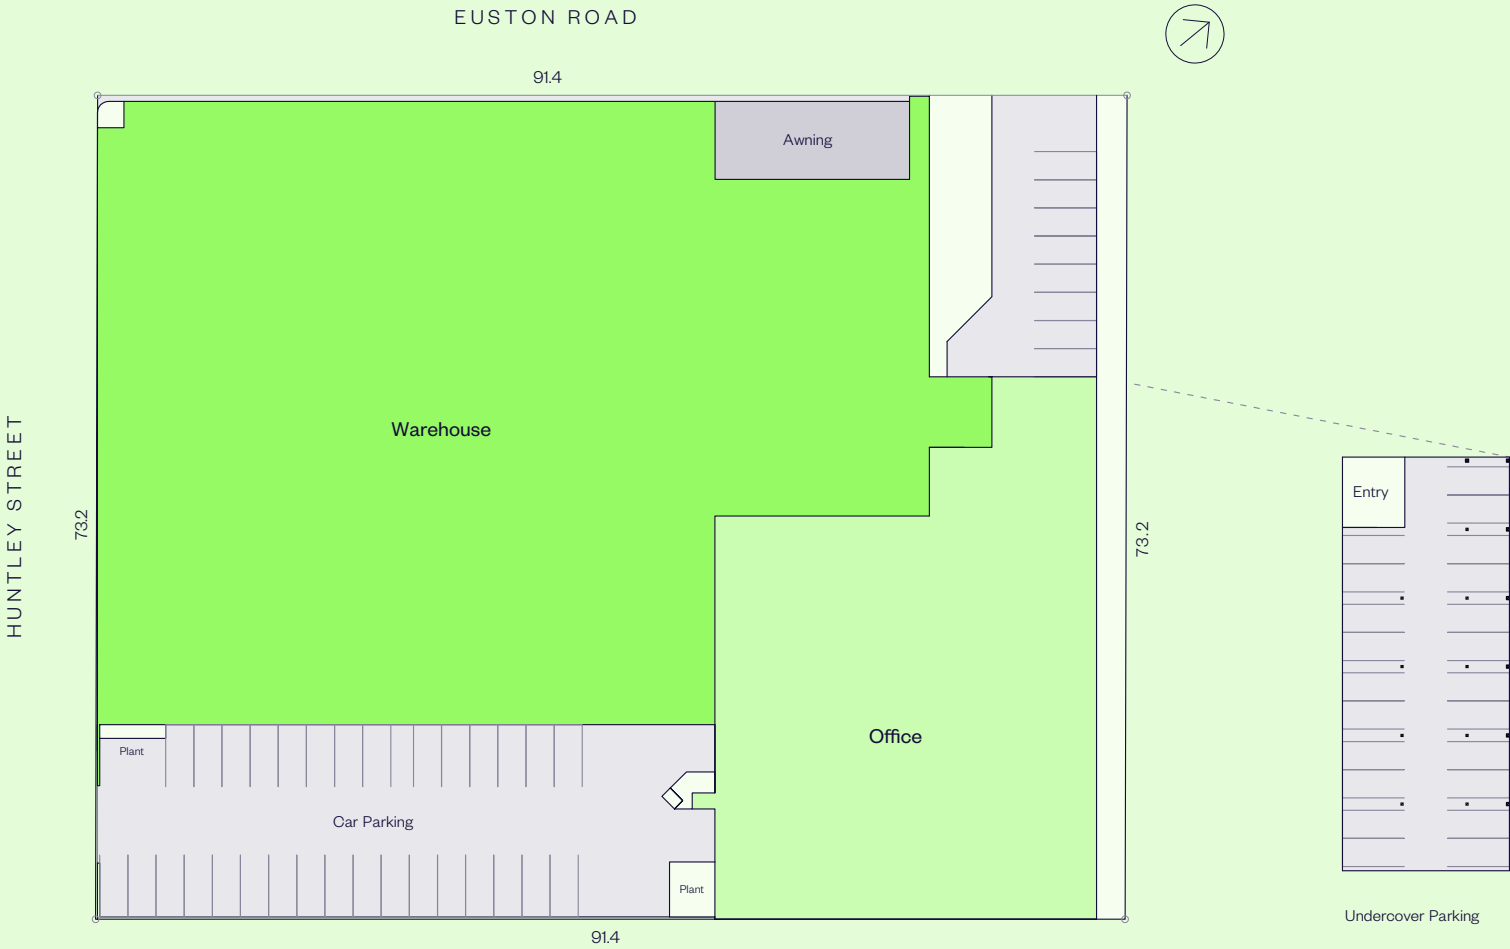 EUSTON ROAD
91.4
Awning
Warehouse
HUNTLEY STREET
73.2
73.2
Entry
Plant
Office
Car Parking
Plant
Undercover Parking
91.4